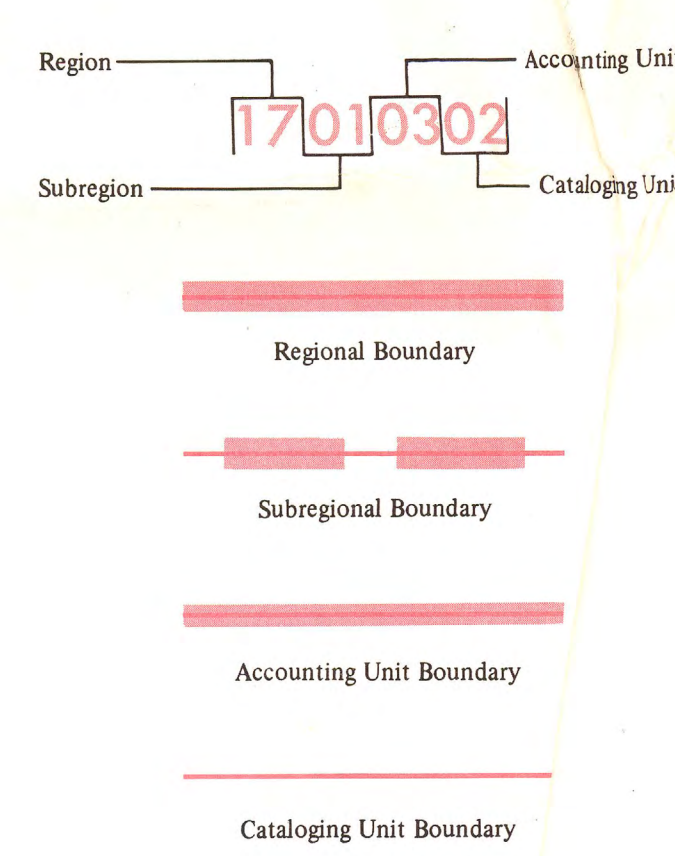 Region
Accounting Uni
17010302
Subregion
Cataloging Uni
Regional Boundary
Subregional Boundary
Accounting Unit Boundary
Cataloging Unit Boundary